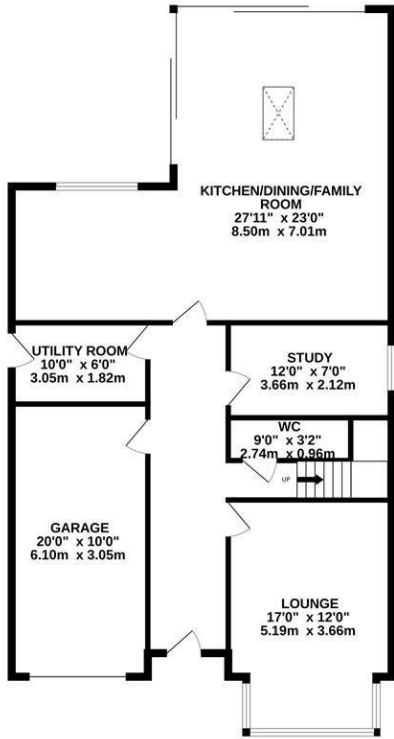 KITCHEN/DINING/FAMILY
ROOM
27'11" x 23'0"
8.50m x 7.01m
UTILITY ROOM
10'0" x 6'0"
3.05m x 1.82m
STUDY
12'0" x 7'0"
3.66m x 2.12m
WC
9'0" x 3'2"
2.74m x 0.96m
UP
GARAGE
20'0" x 10'0"
6.10m x 3.05m
LOUNGE
17'0" x 12'0"
5.19m x 3.66m